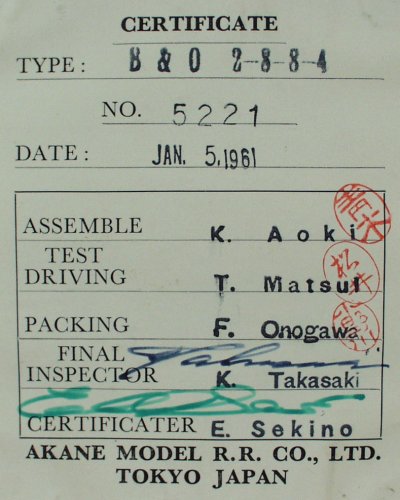 CERTIFICATE
TYPE : B & O 2-8-8-4
NO. 5221
DATE : JAN. 5, 1961
ASSEMBLE K. Aoki
TEST
DRIVING T. Matsui
PACKING F. Onogawa
FINAL
INSPECTOR K. Takasaki
CERTIFICATER E. Sekino
AKANE MODEL R.R. CO., LTD.
TOKYO JAPAN